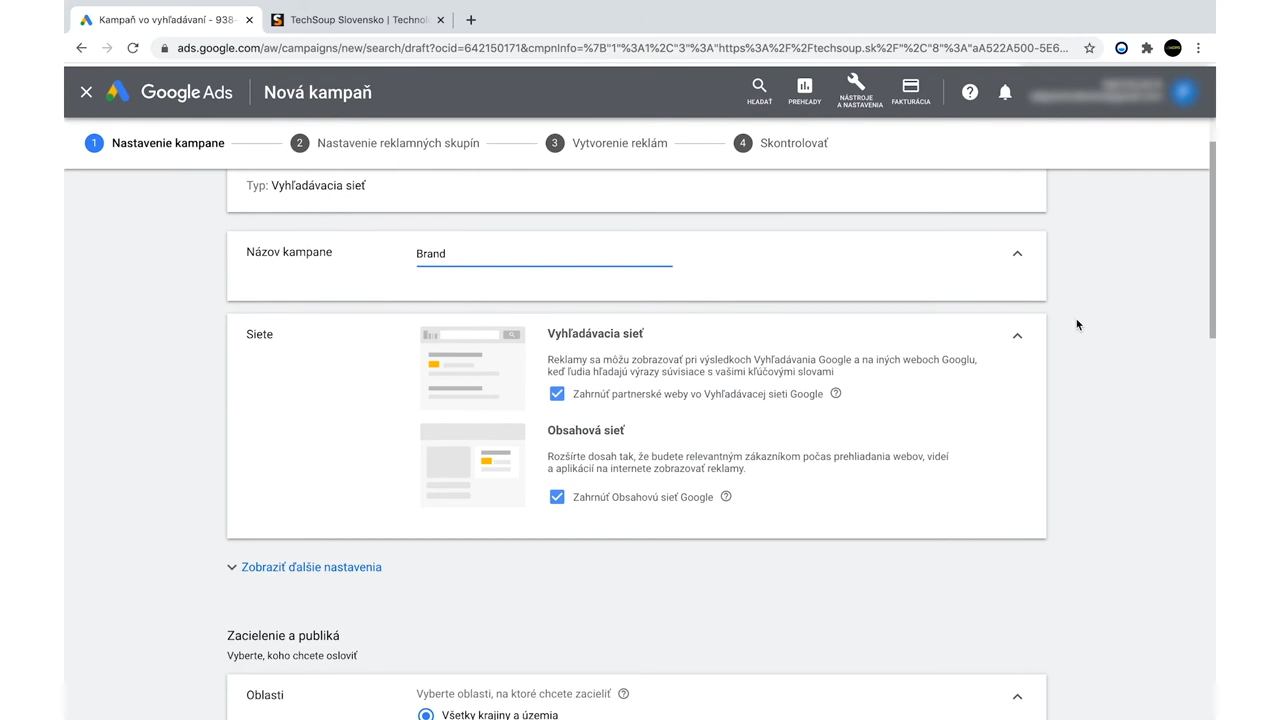 Kampaň vo vyhľadávaní - 938-
TechSoup Slovensko | Technol
ads.google.com/aw/campaigns/new/search/draft?ocid=642150171&cmpnInfo=%7B"1"%3A1%2C"3"%3A"https%3A%2F%2Ftechsoup.sk%2F"%2C"8"%3A"aA522A500-5E6...
Google Ads
Nová kampaň
HĽADAŤ
PREHĽADY
NÁSTROJE
A NASTAVENIA
FAKTURÁCIA
1 Nastavenie kampane
2 Nastavenie reklamných skupín
3 Vytvorenie reklám
4 Skontrolovať
Typ: Vyhľadávacia sieť
Názov kampane
Brand
Siete
Vyhľadávacia sieť
Reklamy sa môžu zobrazovať pri výsledkoch Vyhľadávania Google a na iných weboch Googlu,
keď ľudia hľadajú výrazy súvisiace s vašimi kľúčovými slovami
Zahrnúť partnerské weby vo Vyhľadávacej sieti Google
Obsahová sieť
Rozšírte dosah tak, že budete relevantným zákazníkom počas prehliadania webov, videí
a aplikácií na internete zobrazovať reklamy.
Zahrnúť Obsahovú sieť Google
Zobraziť ďalšie nastavenia
Zacielenie a publiká
Vyberte, koho chcete osloviť
Oblasti
Vyberte oblasti, na ktoré chcete zacieliť
Všetky krajiny a územia